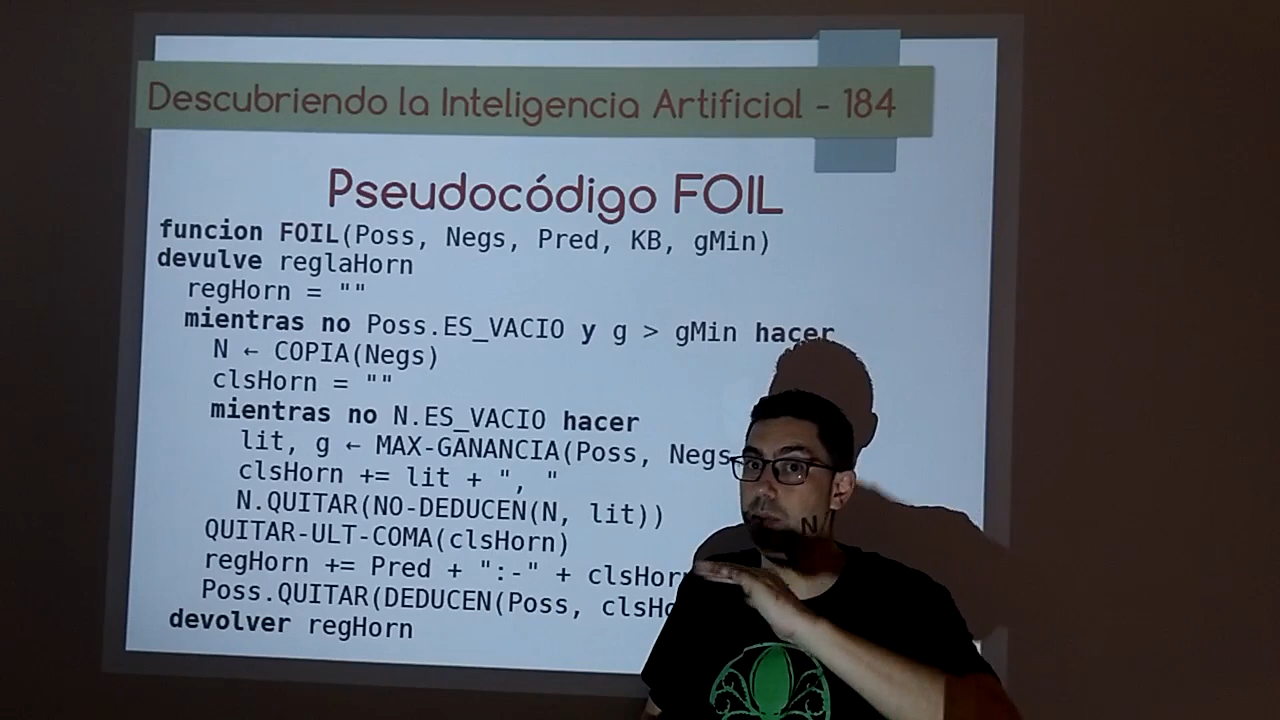 Descubriendo la Inteligencia Artificial - 184
Pseudocódigo FOIL
funcion FOIL(Poss, Negs, Pred, KB, gMin)
devulve reglaHorn
regHorn = ""
mientras no Poss.ES_VACIO y g > gMin hacer
N ← COPIA(Negs)
clsHorn = ""
mientras no N.ES_VACIO hacer
lit, g ← MAX-GANANCIA(Poss, Negs
clsHorn += lit + ", "
N.QUITAR(NO-DEDUCEN(N, lit))
QUITAR-ULT-COMA(clsHorn)
regHorn += Pred + ":-" + clsHorn
Poss.QUITAR(DEDUCEN(Poss,
devolver regHorn